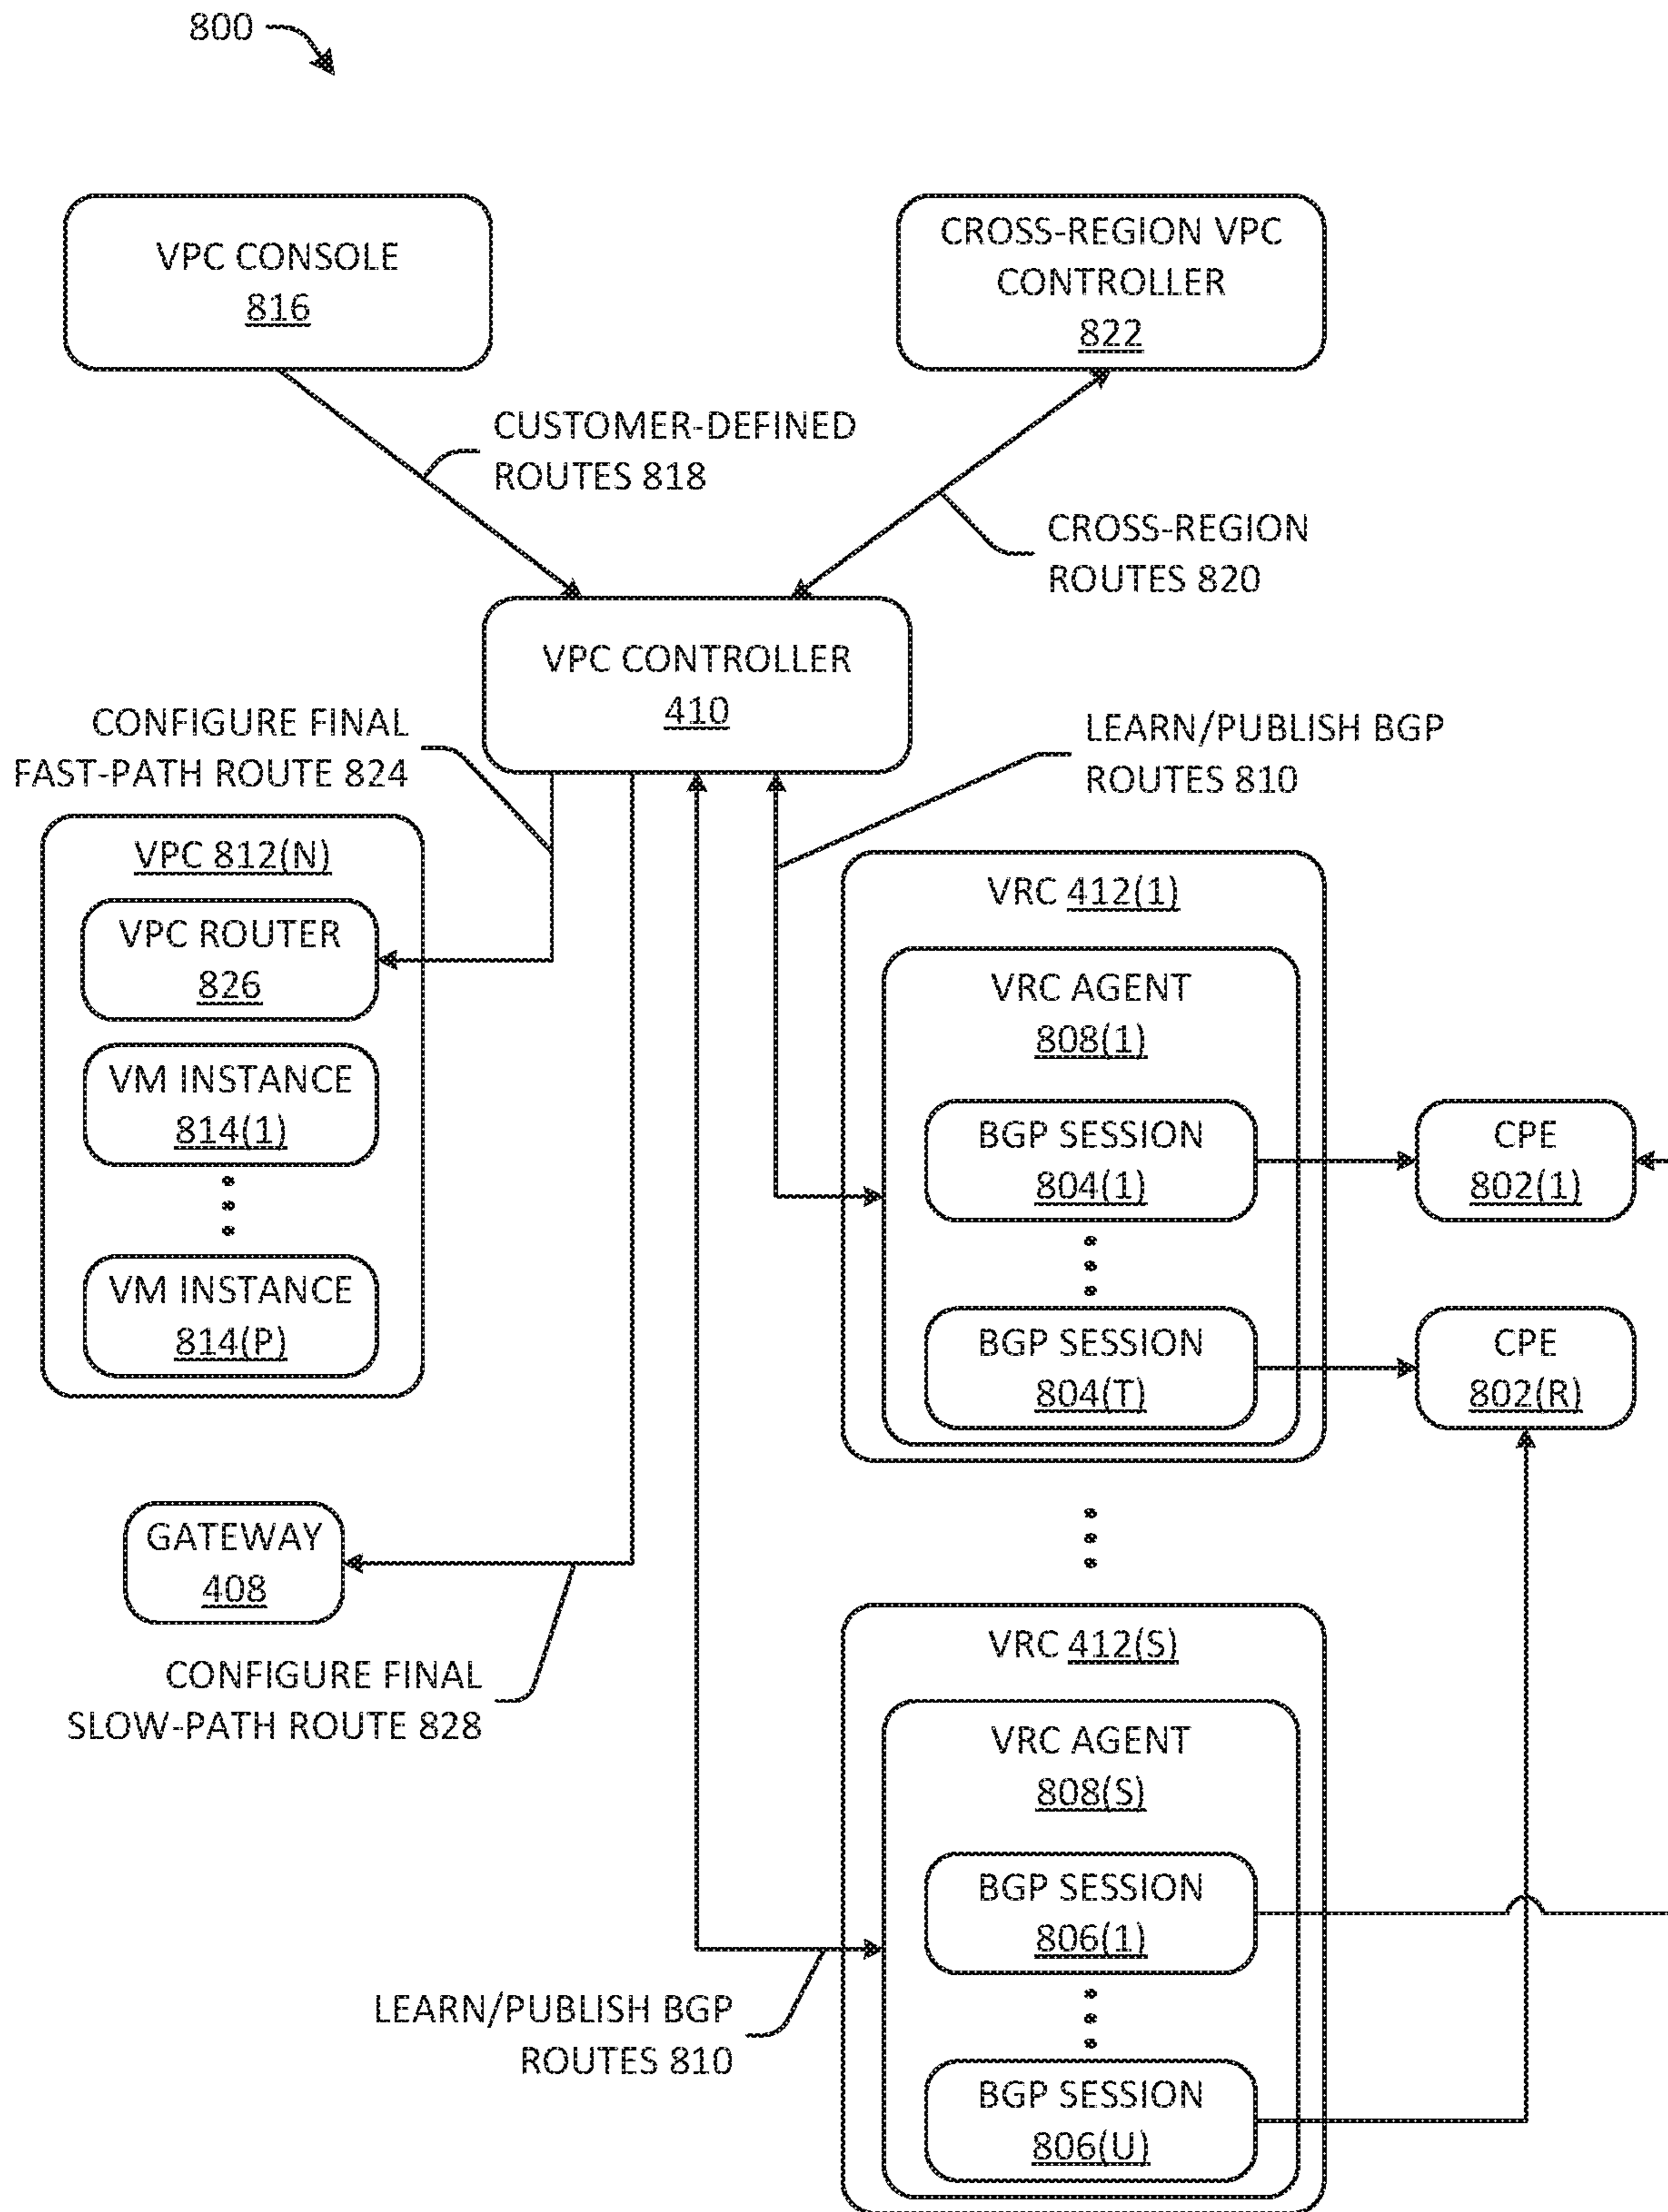 800
VPC CONSOLE
816
CROSS-REGION VPC
CONTROLLER
822
CUSTOMER-DEFINED
ROUTES 818
CROSS-REGION
ROUTES 820
VPC CONTROLLER
410
CONFIGURE FINAL
FAST-PATH ROUTE 824
LEARN/PUBLISH BGP
ROUTES 810
VPC 812(N)
VPC ROUTER
826
VM INSTANCE
814(1)
VM INSTANCE
814(P)
VRC 412(1)
VRC AGENT
808(1)
BGP SESSION
804(1)
BGP SESSION
804(T)
CPE
802(1)
CPE
802(R)
GATEWAY
408
CONFIGURE FINAL
SLOW-PATH ROUTE 828
VRC 412(S)
VRC AGENT
808(S)
BGP SESSION
806(1)
BGP SESSION
806(U)
LEARN/PUBLISH BGP
ROUTES 810